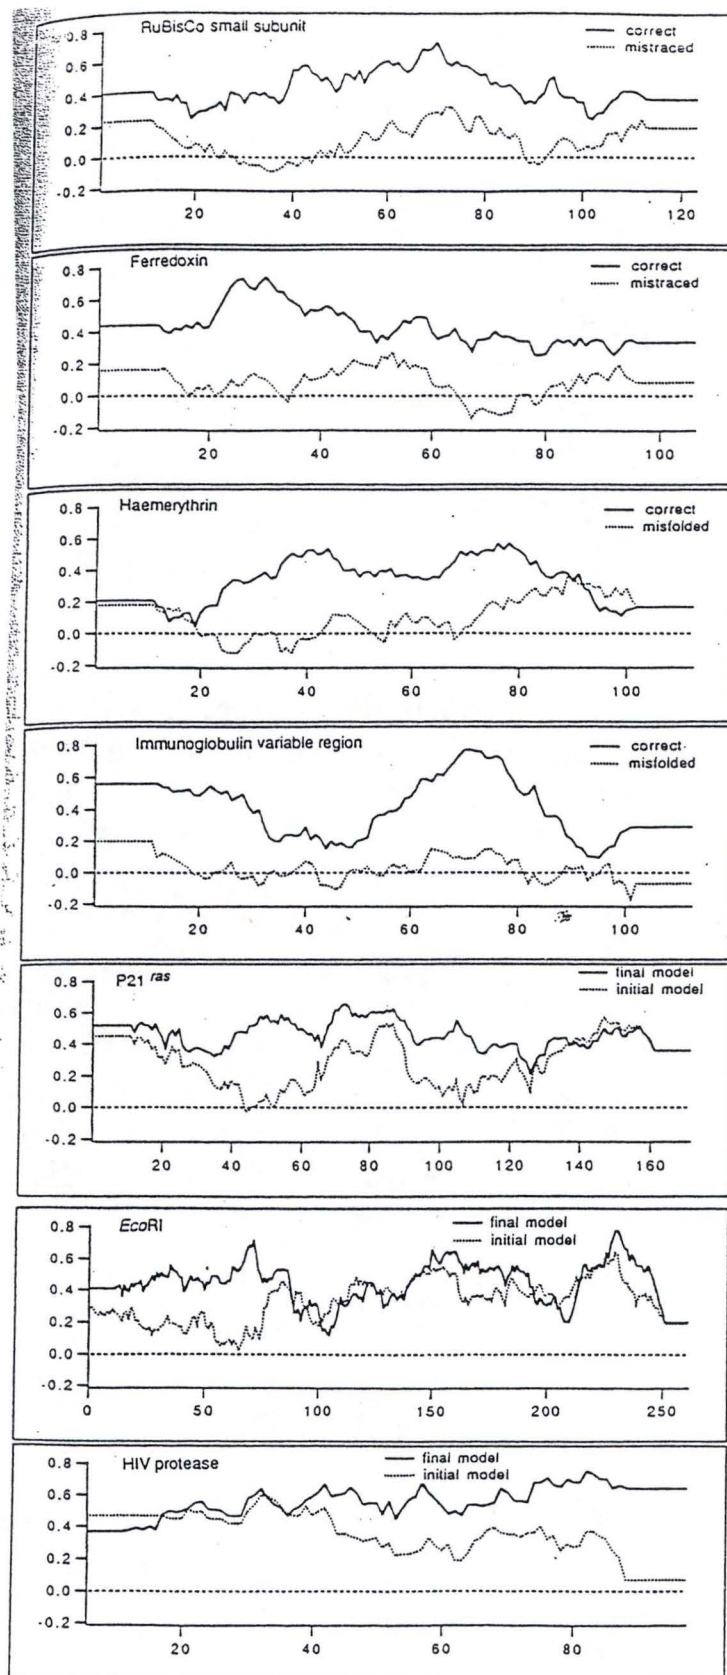 RuBisCo small subunit
correct
mistraced
0.8
0.6
0.4
0.2
0.0
-0.2
20 40 60 80 100 120
Ferredoxin
correct
mistraced
0.8
0.6
0.4
0.2
0.0
-0.2
20 40 60 80 100
Haemerythrin
correct
misfolded
0.8
0.6
0.4
0.2
0.0
-0.2
20 40 60 80 100
Immunoglobulin variable region
correct
misfolded
0.8
0.6
0.4
0.2
0.0
-0.2
20 40 60 80 100
P21 ras
final model
initial model
0.8
0.6
0.4
0.2
0.0
-0.2
20 40 60 80 100 120 140 160
EcoRI
final model
initial model
0.8
0.6
0.4
0.2
0.0
-0.2
0 50 100 150 200 250
HIV protease
final model
initial model
0.8
0.6
0.4
0.2
0.0
-0.2
20 40 60 80